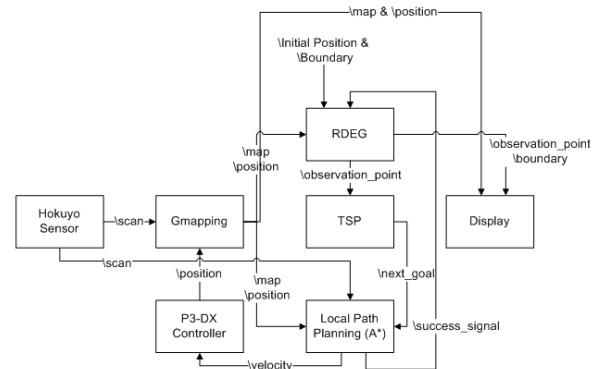 \map & \position
\Initial Position &
\Boundary
RDEG
\map
\position
\observation_point
\boundary
\observation_point
Hokuyo
Sensor
\scan
Gmapping
TSP
Display
\scan
\position
\map
\position
\next_goal
P3-DX
Controller
Local Path
Planning (A*)
\success_signal
\velocity